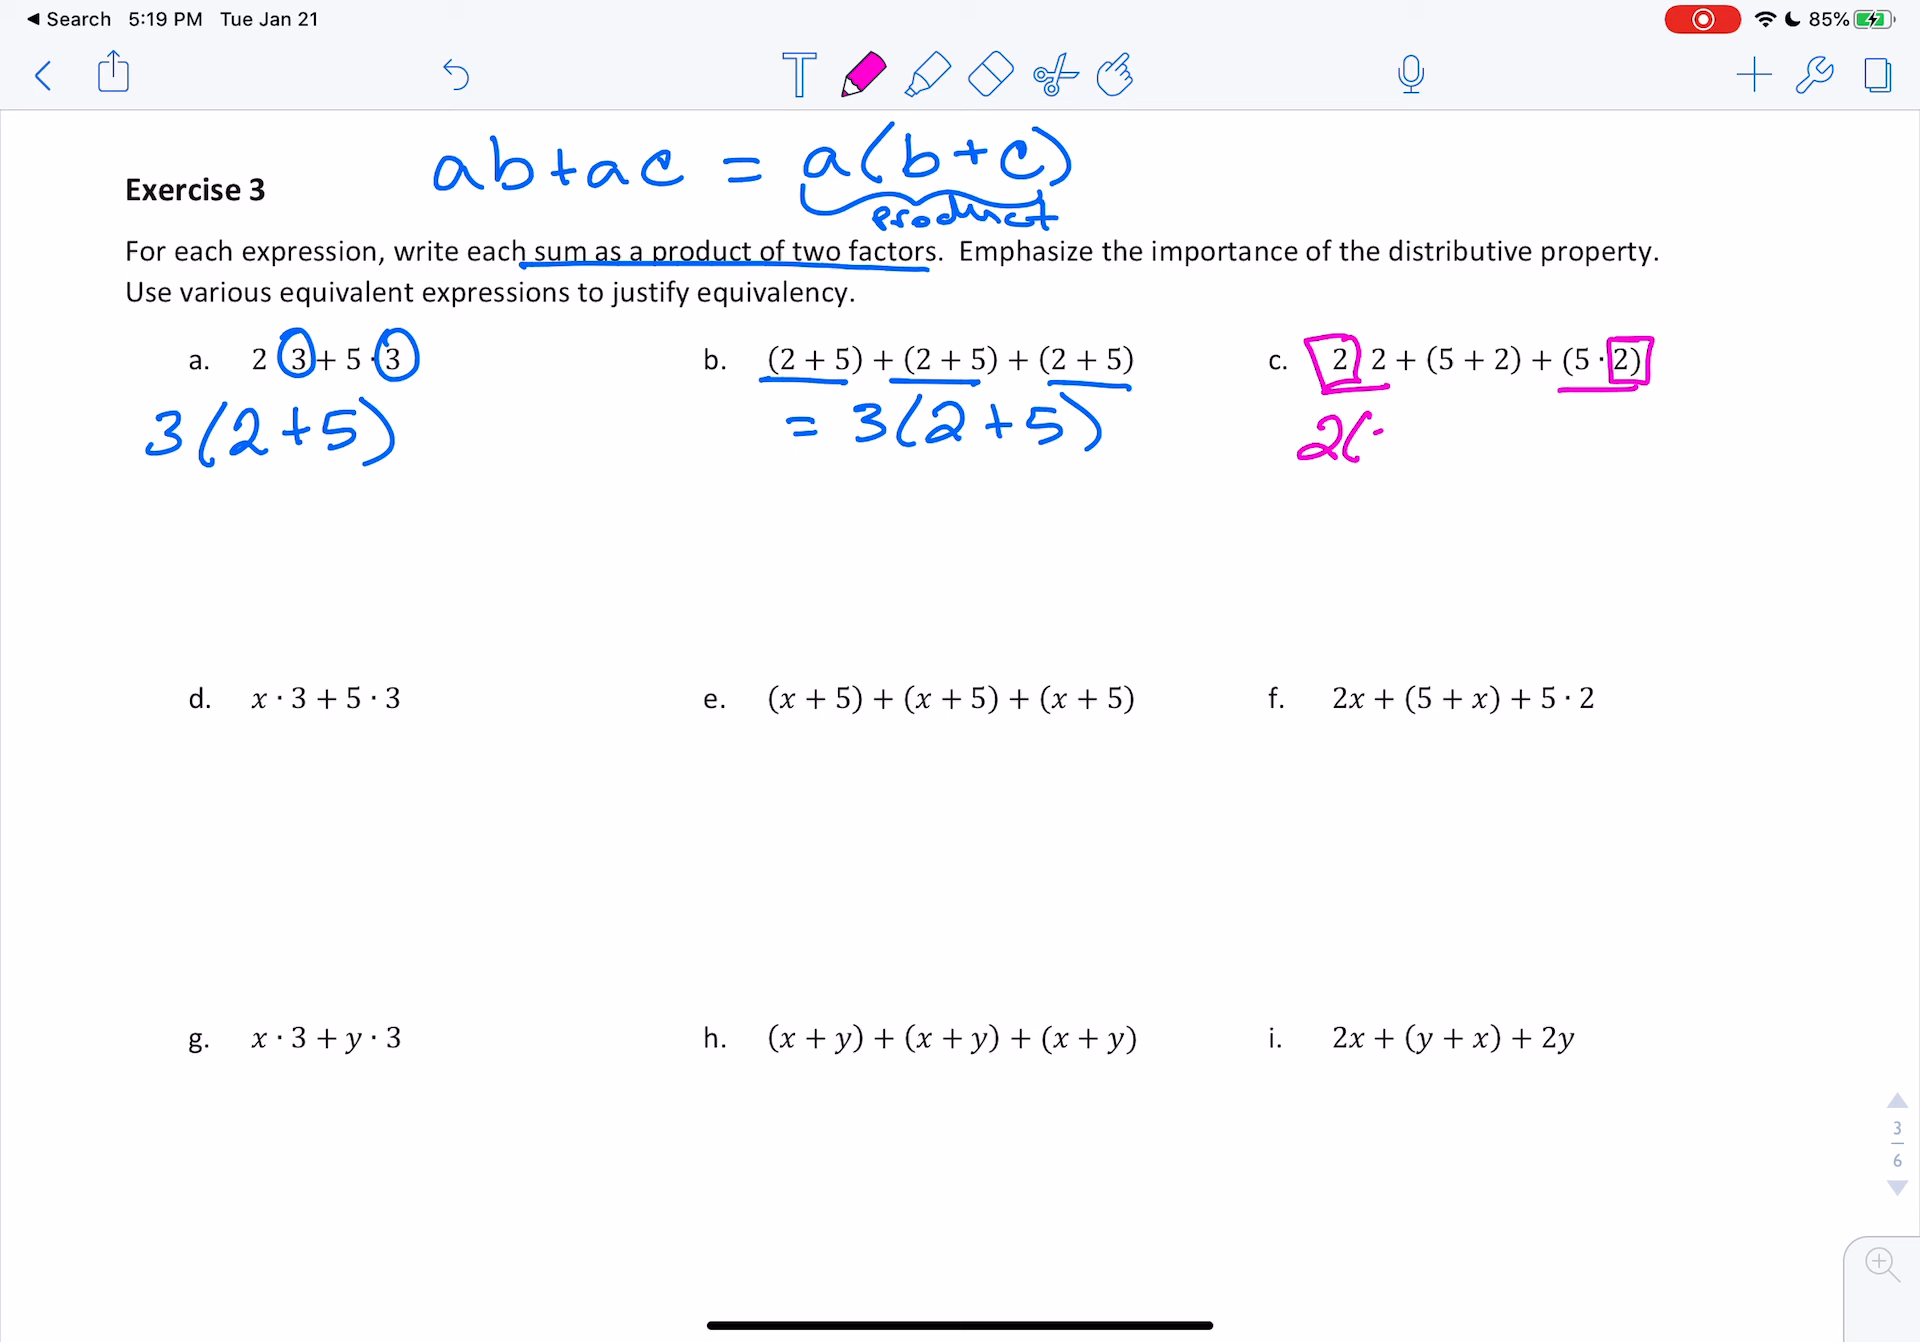 Search 5:19 PM Tue Jan 21 85%
T
ab+ac = a(b+c)
product
Exercise 3
For each expression, write each sum as a product of two factors. Emphasize the importance of the distributive property.
Use various equivalent expressions to justify equivalency.
a. 2 3 + 5 · 3 b. (2 + 5) + (2 + 5) + (2 + 5) c. 2 2 + (5 + 2) + (5 · 2)
3(2+5) = 3(2+5) 2(
d. x · 3 + 5 · 3 e. (x + 5) + (x + 5) + (x + 5) f. 2x + (5 + x) + 5 · 2
g. x · 3 + y · 3 h. (x + y) + (x + y) + (x + y) i. 2x + (y + x) + 2y
3
6